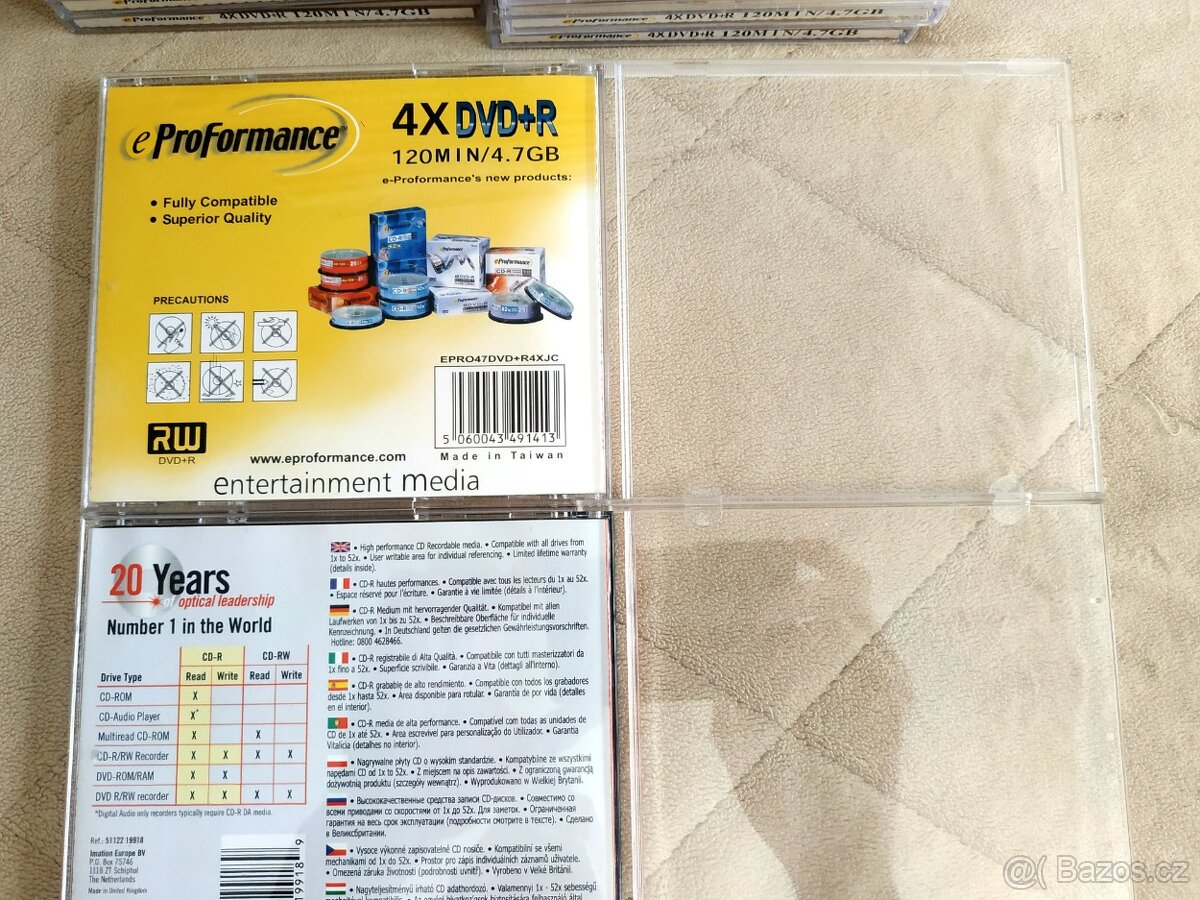 eProformance 4XDVD+R 120MIN/4.7GB
eProformance 4XDVD+R 120MIN/4.7GB
eProformance 4XDVD+R 120MIN/4.7GB
eProformance
4X DVD+R
120MIN/4.7GB
e-Proformance's new products:
• Fully Compatible
• Superior Quality
PRECAUTIONS
EPRO47DVD+R4XJC
5 060043 491413
Made in Taiwan
RW
DVD+R
www.eproformance.com
entertainment media
20 Years
of optical leadership
Number 1 in the World
CD-R CD-RW
Drive Type Read Write Read Write
CD-ROM X
CD-Audio Player X*
Multiread CD-ROM X X
CD-R/RW Recorder X X X X
DVD-ROM/RAM X X
DVD R/RW recorder X X X X
*Digital Audio only recorders typically require CD-R DA media.
Ref.: 51122 19918
Imation Europe BV
P.O. Box 75746
1118 ZT Schiphol
The Netherlands
Made in United Kingdom
19918 9
• High performance CD Recordable media. • Compatible with all drives from
1x to 52x. • User writable area for individual referencing. • Limited lifetime warranty
(details inside).
• CD-R hautes performances. • Compatible avec tous les lecteurs du 1x au 52x.
• Espace réservé pour l'écriture. • Garantie à vie limitée (détails à l'intérieur).
• CD-R Medium mit hervorragender Qualität. • Kompatibel mit allen
Laufwerken von 1x bis zu 52x. • Beschreibbare Oberfläche für individuelle
Kennzeichnung. • In Deutschland gelten die gesetzlichen Gewährleistungsvorschriften.
Hotline: 0800 4628466.
• CD-R registrabile di Alta Qualità. • Compatibile con tutti masterizzatori da
1x fino a 52x. • Superficie scrivibile. • Garanzia a Vita (dettagli all'interno).
• CD-R grabable de alto rendimiento. • Compatible con todos los grabadores
desde 1x hasta 52x. • Area disponible para rotular. • Garantía de por vida (detalles
en el interior).
• CD-R media de alta performance. • Compativel com todas as unidades de
CD de 1x até 52x. • Area escrevivel para personalização do Utilizador. • Garantia
Vitalícia (detalhes no interior).
• Nagrywalne płyty CD o wysokim standardzie. • Kompatybilne ze wszystkimi
napędami CD od 1x to 52x. • Z miejscem na opis zawartości. • Z ograniczoną gwarancją
dożywotnią produktu (szczegóły wewnątrz). • Wyprodukowano w Wielkiej Brytanii.
• Высококачественные средства записи CD-дисков. • Совместимо со
всеми приводами со скоростями от 1x до 52x. Для заметок. • Ограниченная
гарантия на весь срок эксплуатации (подробности смотрите в тексте). • Сделано
в Великобритании.
• Vysoce výkonné zapisovatelné CD nosiče. • Kompatibilní se všemi
mechanikami od 1x do 52x. • Prostor pro zápis individuálních záznamů uživatele.
• Omezená záruka životnosti (podrobnosti uvnitř). • Vyrobeno v Velké Británii.
• Nagyteljesítményű írható CD adathordozó. • Valamennyi 1x - 52x sebességű
@( Bazos.cz